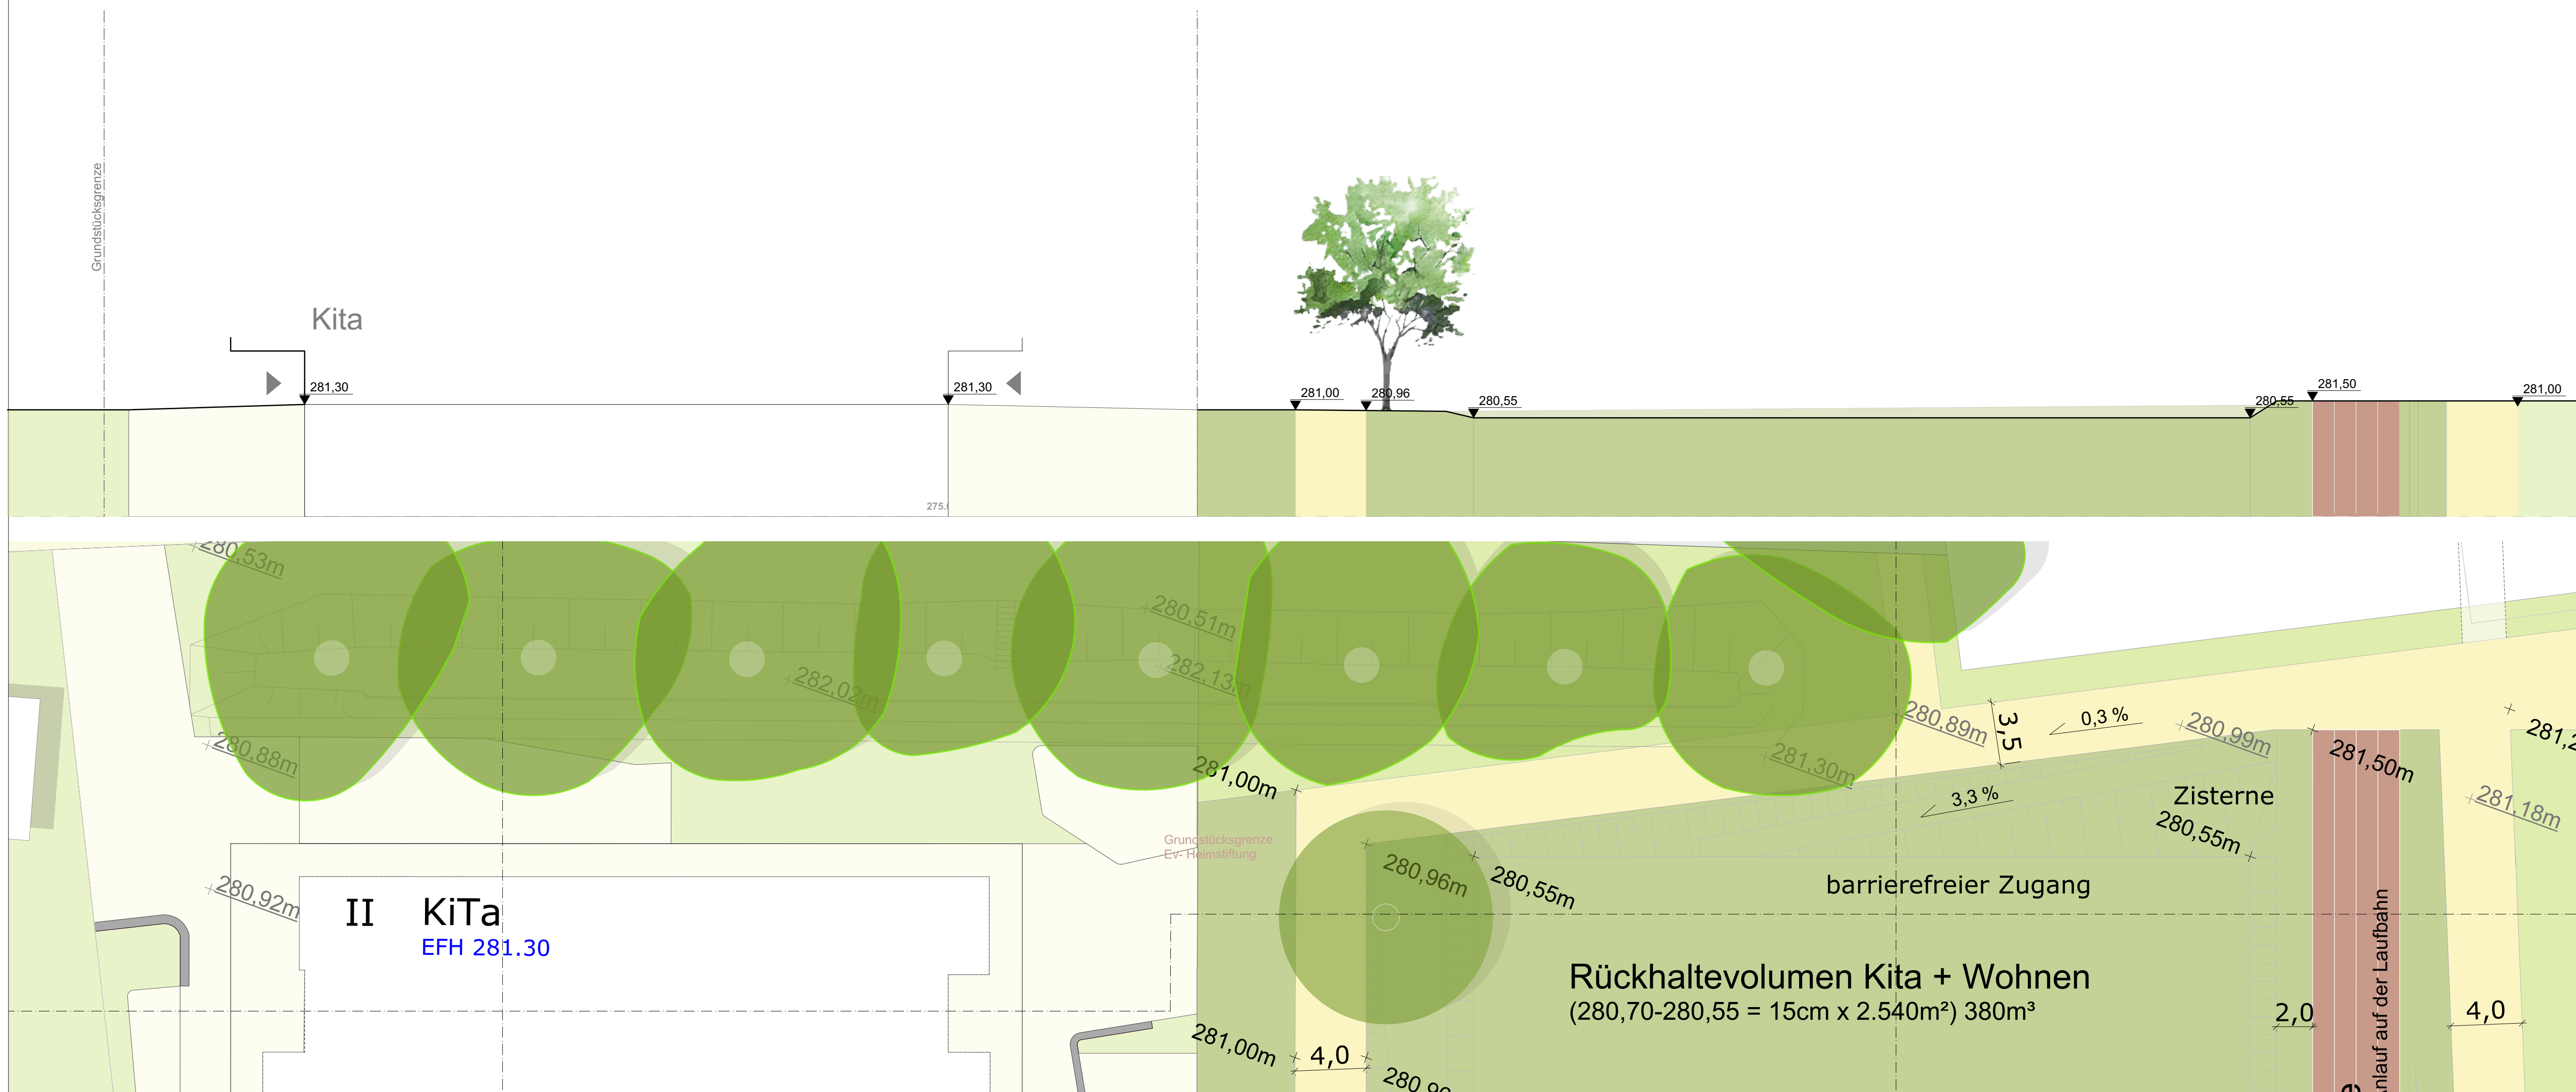 Grundstücksgrenze
Kita
281,30
281,30
281,00
280,96
280,55
280,55
281,50
281,00
280,53m
280,51m
282,02m
282,13m
280,88m
281,00m
281,30m
280,89m
3,5
0,3 %
280,99m
281,50m
3,3 %
Zisterne
280,55m
281,18m
Grundstücksgrenze
Ev- Heimstiftung
280,96m
280,55m
barrierefreier Zugang
280,92m
II KiTa
EFH 281.30
Rückhaltevolumen Kita + Wohnen
(280,70-280,55 = 15cm x 2.540m²) 380m³
281,00m
4,0
2,0
4,0
auf der Laufbahn